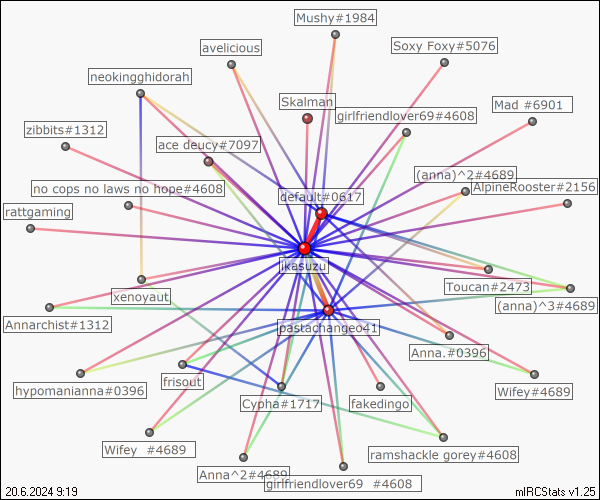 Mushy#1984
avelicious
Soxy Foxy#5076
neokingghidorah
Skalman
Mad #6901
girlfriendlover69#4608
zibbits#1312
ace deucy#7097
(anna)^2#4689
no cops no laws no hope#4608
AlpineRooster#2156
default#0617
rattgaming
ikasuzu
Toucan#2473
xenoyaut
(anna)^3#4689
Annarchist#1312
pastachangeo41
Anna.#0396
hypomanianna#0396
frisout
Cypha#1717
fakedingo
Wifey#4689
Wifey #4689
ramshackle gorey#4608
Anna^2#4689
girlfriendlover69 #4608
20.6.2024 9:19
mIRCStats v1.25